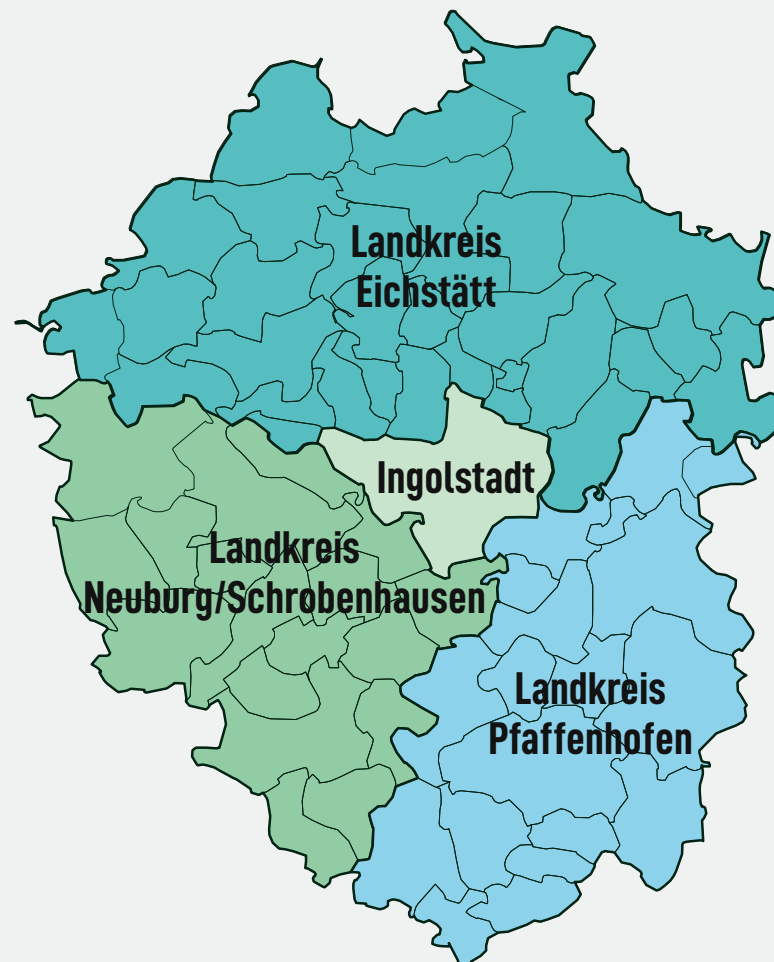 Landkreis
Eichstätt
Ingolstadt
Landkreis
Neuburg/Schrobenhausen
Landkreis
Pfaffenhofen